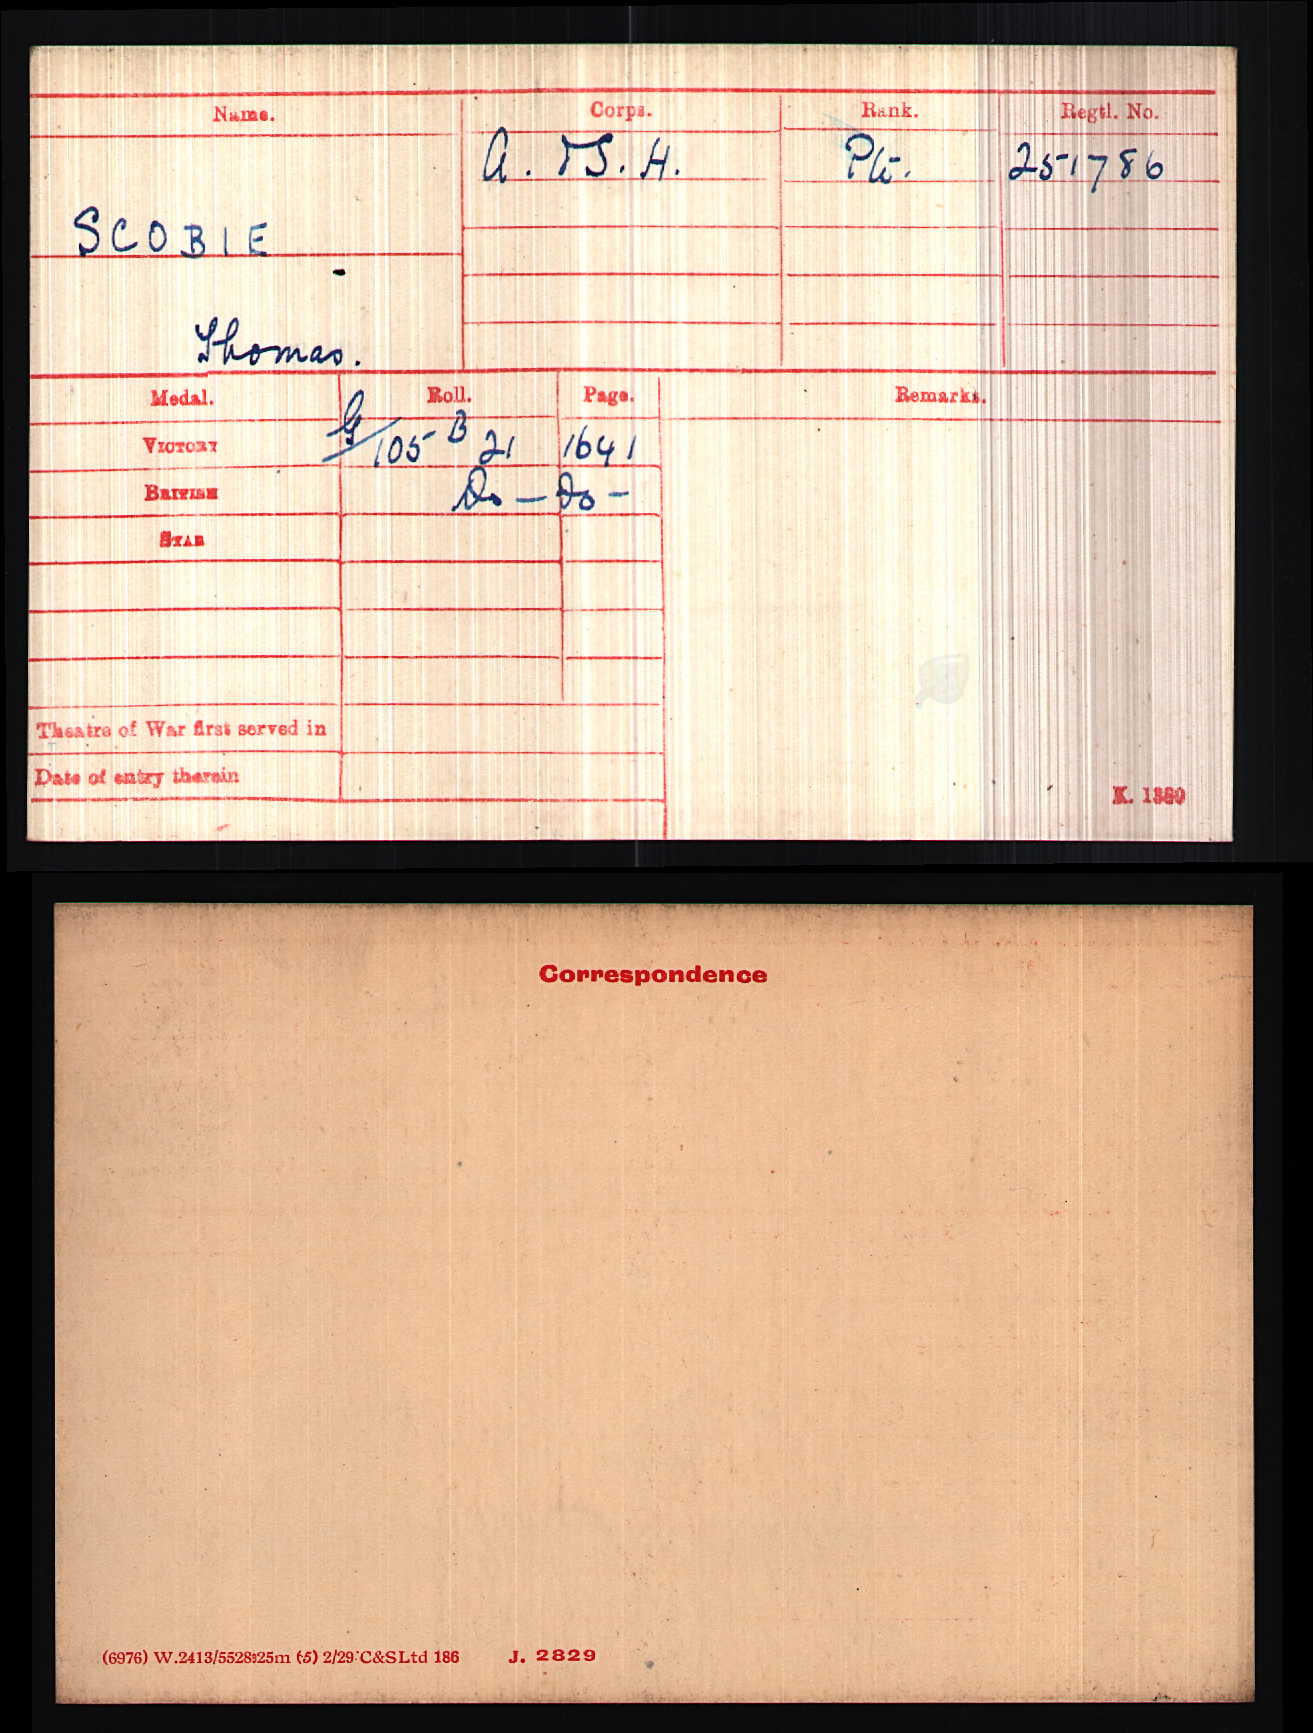 Name. Corps. Rank. Regtl. No.
A. & S. H. Pte. 251786
SCOBIE
Thomas.
Medal. Roll. Page. Remarks.
VICTORY G/105 B 21 1641
BRITISH Do — Do —
STAR
Theatre of War first served in
Date of entry therein
K. 1380
Correspondence
(6976) W.2413/5528 25m (5) 2/29 C&S Ltd 186 J. 2829